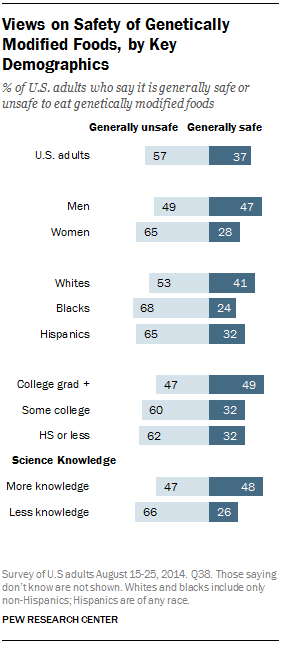 Views on Safety of Genetically
Modified Foods, by Key
Demographics
% of U.S. adults who say it is generally safe or
unsafe to eat genetically modified foods
Generally unsafe Generally safe
U.S. adults 57 37
Men 49 47
Women 65 28
Whites 53 41
Blacks 68 24
Hispanics 65 32
College grad + 47 49
Some college 60 32
HS or less 62 32
Science Knowledge
More knowledge 47 48
Less knowledge 66 26
Survey of U.S adults August 15-25, 2014. Q38. Those saying
don't know are not shown. Whites and blacks include only
non-Hispanics; Hispanics are of any race.
PEW RESEARCH CENTER